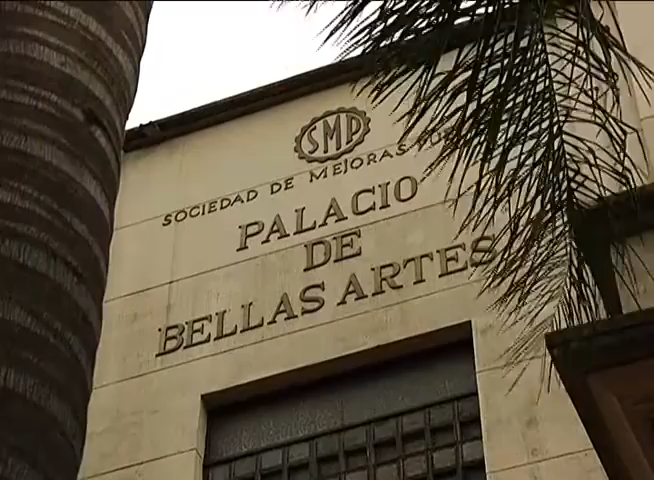 SMP
SOCIEDAD DE MEJORAS
PALACIO
DE
BELLAS ARTES